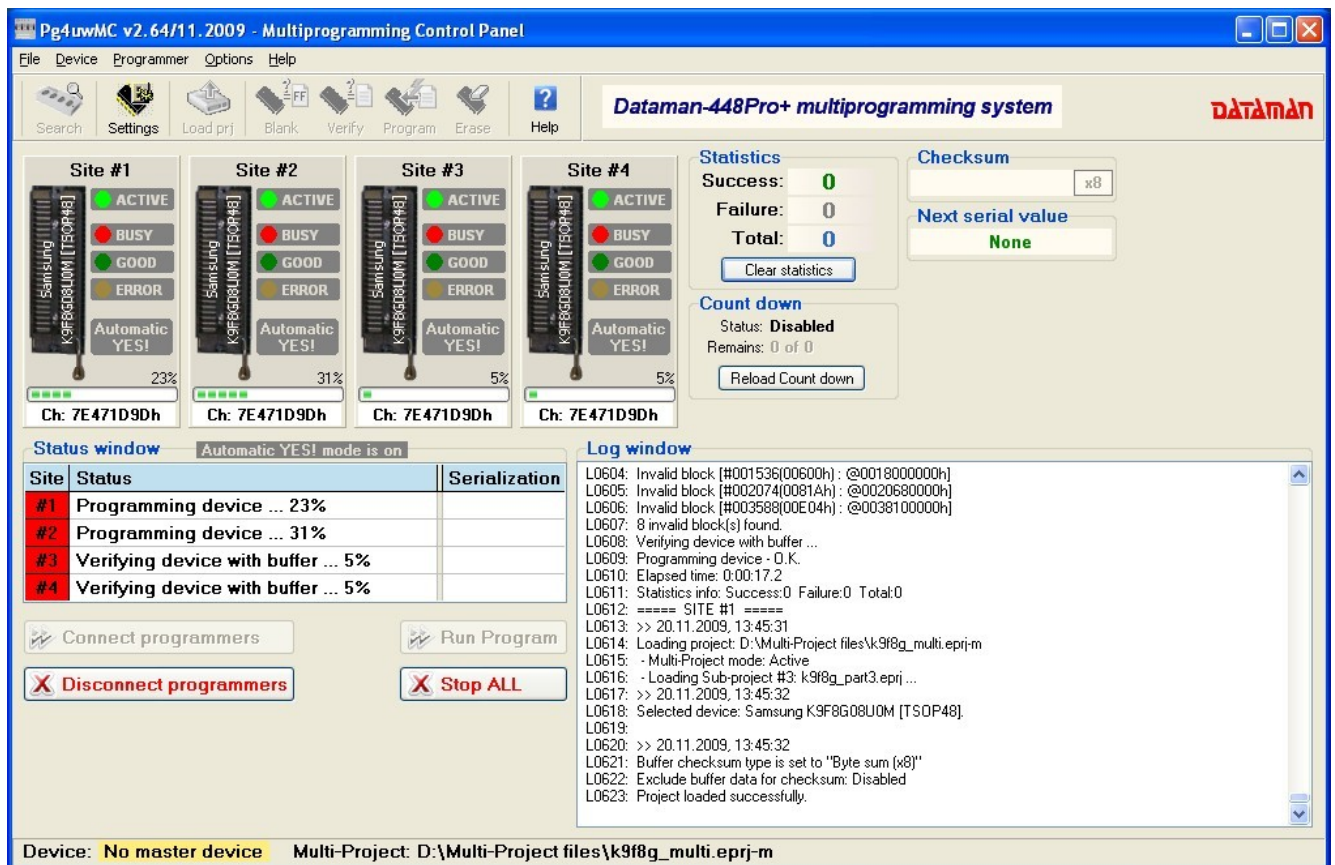 Pg4uwMC v2.64/11.2009 - Multiprogramming Control Panel
File Device Programmer Options Help
Search Settings Load prj Blank Verify Program Erase Help
Dataman-448Pro+ multiprogramming system
DATAMAN
Site #1
Samsung
K9F8G08U0M [TSOP48]
ACTIVE
BUSY
GOOD
ERROR
Automatic
YES!
23%
Ch: 7E471D9Dh
Site #2
Samsung
K9F8G08U0M [TSOP48]
ACTIVE
BUSY
GOOD
ERROR
Automatic
YES!
31%
Ch: 7E471D9Dh
Site #3
Samsung
K9F8G08U0M [TSOP48]
ACTIVE
BUSY
GOOD
ERROR
Automatic
YES!
5%
Ch: 7E471D9Dh
Site #4
Samsung
K9F8G08U0M [TSOP48]
ACTIVE
BUSY
GOOD
ERROR
Automatic
YES!
5%
Ch: 7E471D9Dh
Statistics
Success: 0
Failure: 0
Total: 0
Clear statistics
Count down
Status: Disabled
Remains: 0 of 0
Reload Count down
Checksum
x8
Next serial value
None
Status window Automatic YES! mode is on
Site Status Serialization
#1 Programming device ... 23%
#2 Programming device ... 31%
#3 Verifying device with buffer ... 5%
#4 Verifying device with buffer ... 5%
Connect programmers Run Program
Disconnect programmers Stop ALL
Log window
L0604: Invalid block [#001536(00600h) : @0018000000h]
L0605: Invalid block [#002074(0081Ah) : @0020680000h]
L0606: Invalid block [#003588(00E04h) : @0038100000h]
L0607: 8 invalid block(s) found.
L0608: Verifying device with buffer ...
L0609: Programming device - O.K.
L0610: Elapsed time: 0:00:17.2
L0611: Statistics info: Success:0 Failure:0 Total:0
L0612: ===== SITE #1 =====
L0613: >> 20.11.2009, 13:45:31
L0614: Loading project: D:\Multi-Project files\k9f8g_multi.eprj-m
L0615: - Multi-Project mode: Active
L0616: - Loading Sub-project #3: k9f8g_part3.eprj ...
L0617: >> 20.11.2009, 13:45:32
L0618: Selected device: Samsung K9F8G08U0M [TSOP48].
L0619:
L0620: >> 20.11.2009, 13:45:32
L0621: Buffer checksum type is set to "Byte sum (x8)"
L0622: Exclude buffer data for checksum: Disabled
L0623: Project loaded successfully.
Device: No master device Multi-Project: D:\Multi-Project files\k9f8g_multi.eprj-m